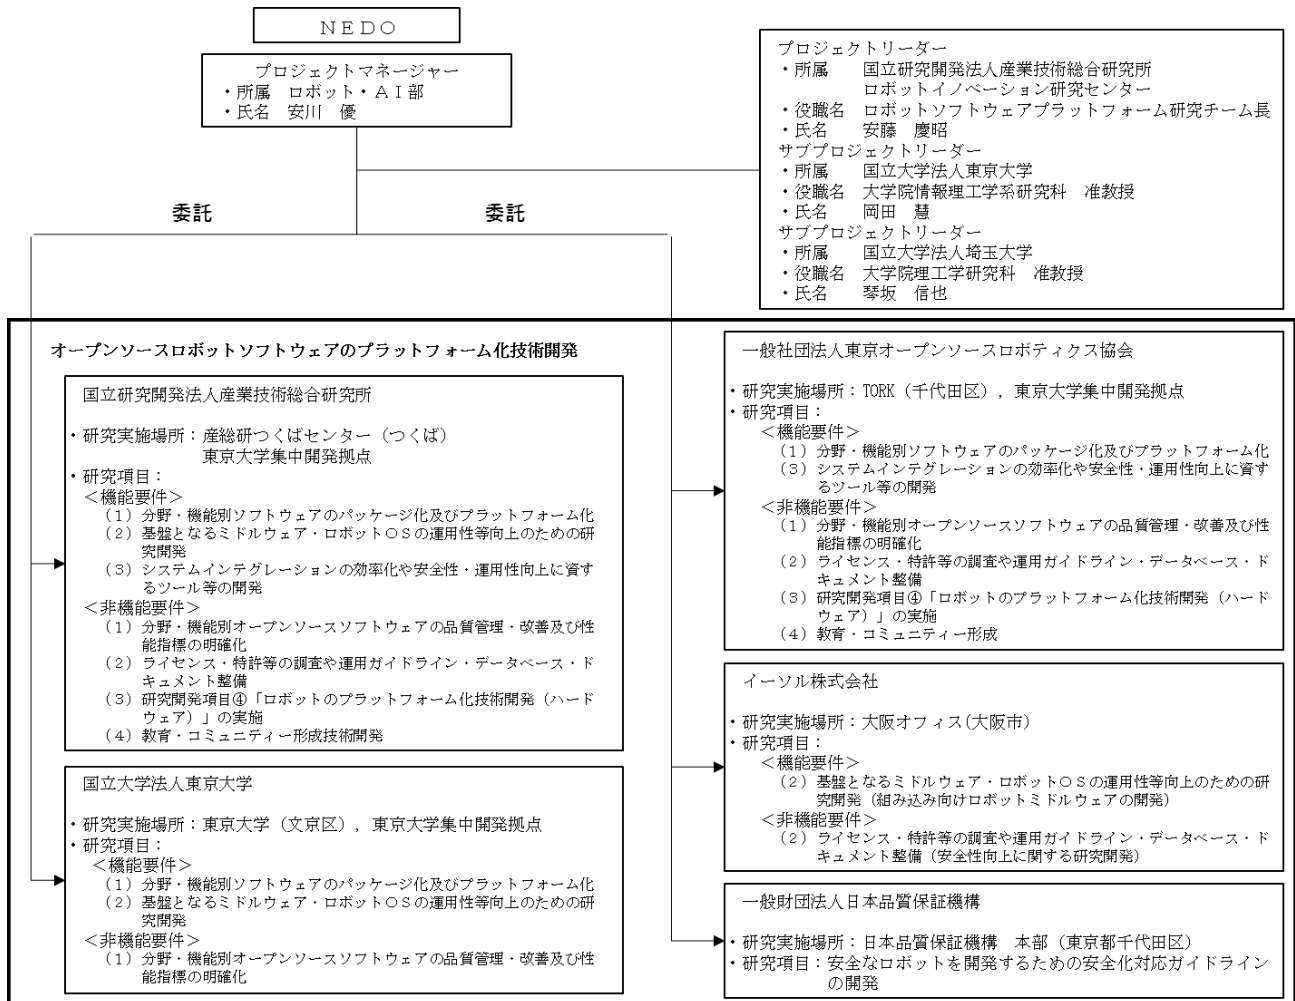 ＮＥＤＯ
プロジェクトマネージャー
・所属　ロボット・ＡＩ部
・氏名　安川　優
プロジェクトリーダー
・所属　国立研究開発法人産業技術総合研究所
ロボットイノベーション研究センター
・役職名　ロボットソフトウェアプラットフォーム研究チーム長
・氏名　安藤　慶昭
サブプロジェクトリーダー
・所属　国立大学法人東京大学
・役職名　大学院情報理工学系研究科　准教授
・氏名　岡田　慧
サブプロジェクトリーダー
・所属　国立大学法人埼玉大学
・役職名　大学院理工学研究科　准教授
・氏名　琴坂　信也
委託
委託
オープンソースロボットソフトウェアのプラットフォーム化技術開発
国立研究開発法人産業技術総合研究所
・研究実施場所：産総研つくばセンター（つくば）
東京大学集中開発拠点
・研究項目：
＜機能要件＞
（１）分野・機能別ソフトウェアのパッケージ化及びプラットフォーム化
（２）基盤となるミドルウェア・ロボットＯＳの運用性等向上のための研
究開発
（３）システムインテグレーションの効率化や安全性・運用性向上に資す
るツール等の開発
＜非機能要件＞
（１）分野・機能別オープンソースソフトウェアの品質管理・改善及び性
能指標の明確化
（２）ライセンス・特許等の調査や運用ガイドライン・データベース・ド
キュメント整備
（３）研究開発項目④「ロボットのプラットフォーム化技術開発（ハード
ウェア）」の実施
（４）教育・コミュニティー形成技術開発
国立大学法人東京大学
・研究実施場所：東京大学（文京区），東京大学集中開発拠点
・研究項目：
＜機能要件＞
（１）分野・機能別ソフトウェアのパッケージ化及びプラットフォーム化
（２）基盤となるミドルウェア・ロボットＯＳの運用性等向上のための研
究開発
＜非機能要件＞
（１）分野・機能別オープンソースソフトウェアの品質管理・改善及び性
能指標の明確化
一般社団法人東京オープンソースロボティクス協会
・研究実施場所：TORK（千代田区），東京大学集中開発拠点
・研究項目：
＜機能要件＞
（１）分野・機能別ソフトウェアのパッケージ化及びプラットフォーム化
（３）システムインテグレーションの効率化や安全性・運用性向上に資す
るツール等の開発
＜非機能要件＞
（１）分野・機能別オープンソースソフトウェアの品質管理・改善及び性
能指標の明確化
（２）ライセンス・特許等の調査や運用ガイドライン・データベース・ド
キュメント整備
（３）研究開発項目④「ロボットのプラットフォーム化技術開発（ハード
ウェア）」の実施
（４）教育・コミュニティー形成
イーソル株式会社
・研究実施場所：大阪オフィス(大阪市)
・研究項目：
＜機能要件＞
（２）基盤となるミドルウェア・ロボットＯＳの運用性等向上のための研
究開発（組み込み向けロボットミドルウェアの開発）
＜非機能要件＞
（２）ライセンス・特許等の調査や運用ガイドライン・データベース・ド
キュメント整備（安全性向上に関する研究開発）
一般財団法人日本品質保証機構
・研究実施場所：日本品質保証機構　本部（東京都千代田区）
・研究項目：安全なロボットを開発するための安全化対応ガイドライン
の開発